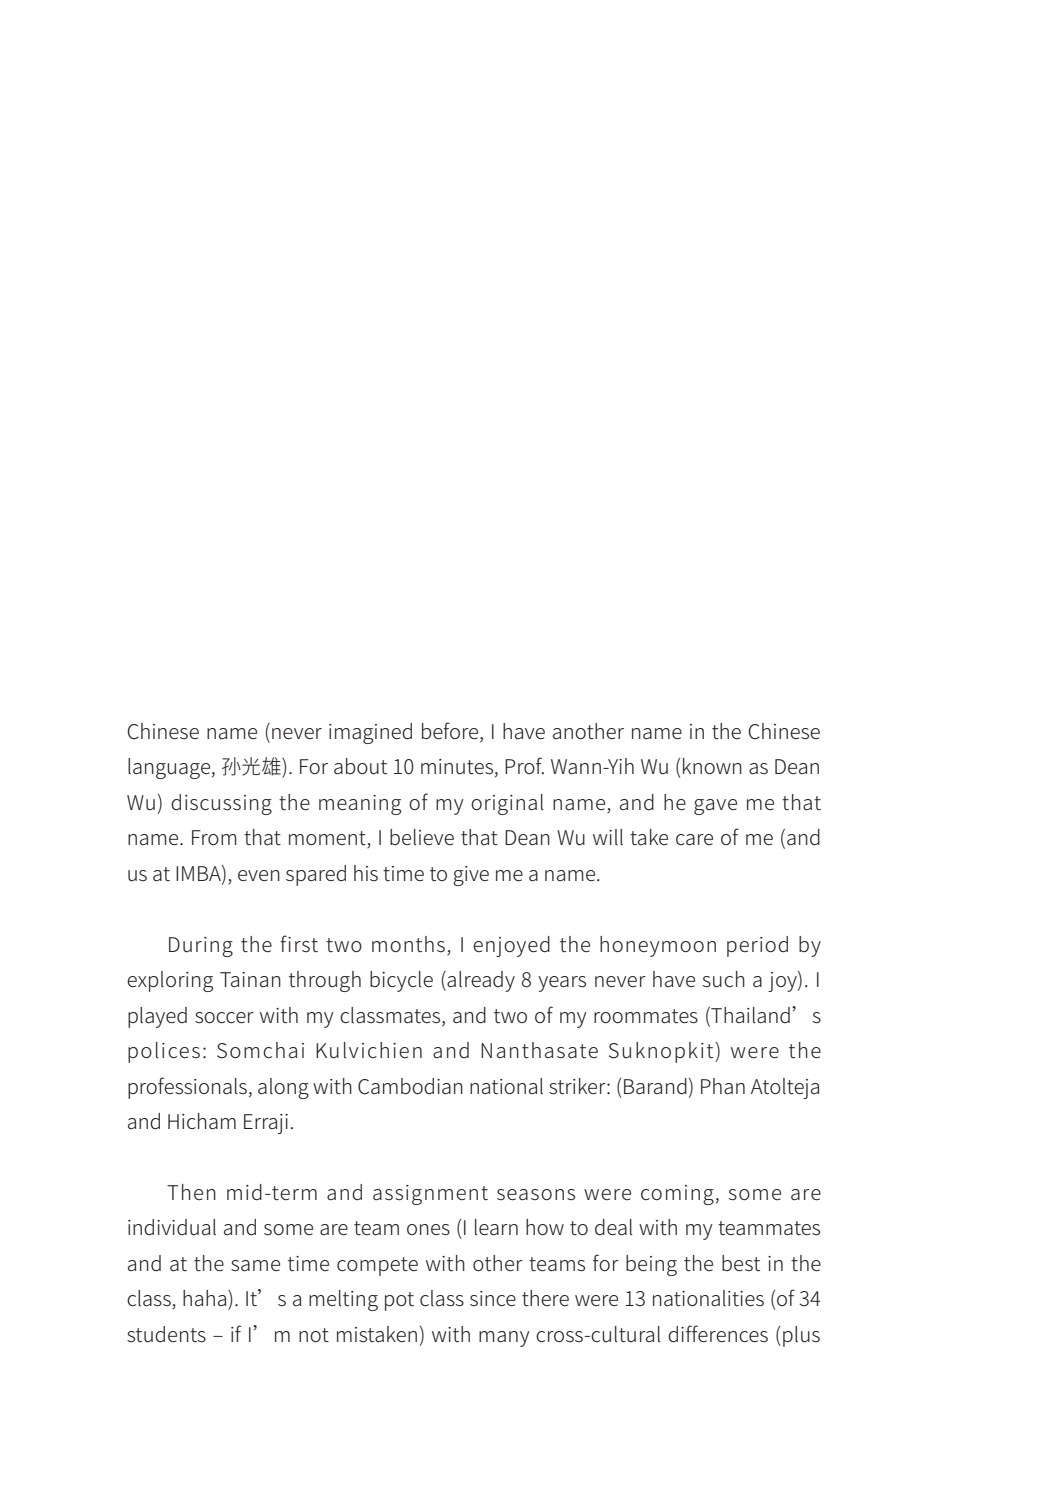 Chinese name (never imagined before, I have another name in the Chinese
language, 孙光雄). For about 10 minutes, Prof. Wann-Yih Wu (known as Dean
Wu) discussing the meaning of my original name, and he gave me that
name. From that moment, I believe that Dean Wu will take care of me (and
us at IMBA), even spared his time to give me a name.
During the first two months, I enjoyed the honeymoon period by
exploring Tainan through bicycle (already 8 years never have such a joy). I
played soccer with my classmates, and two of my roommates (Thailand’s
polices: Somchai Kulvichien and Nanthasate Suknopkit) were the
professionals, along with Cambodian national striker: (Barand) Phan Atolteja
and Hicham Erraji.
Then mid-term and assignment seasons were coming, some are
individual and some are team ones (I learn how to deal with my teammates
and at the same time compete with other teams for being the best in the
class, haha). It’s a melting pot class since there were 13 nationalities (of 34
students – if I’m not mistaken) with many cross-cultural differences (plus